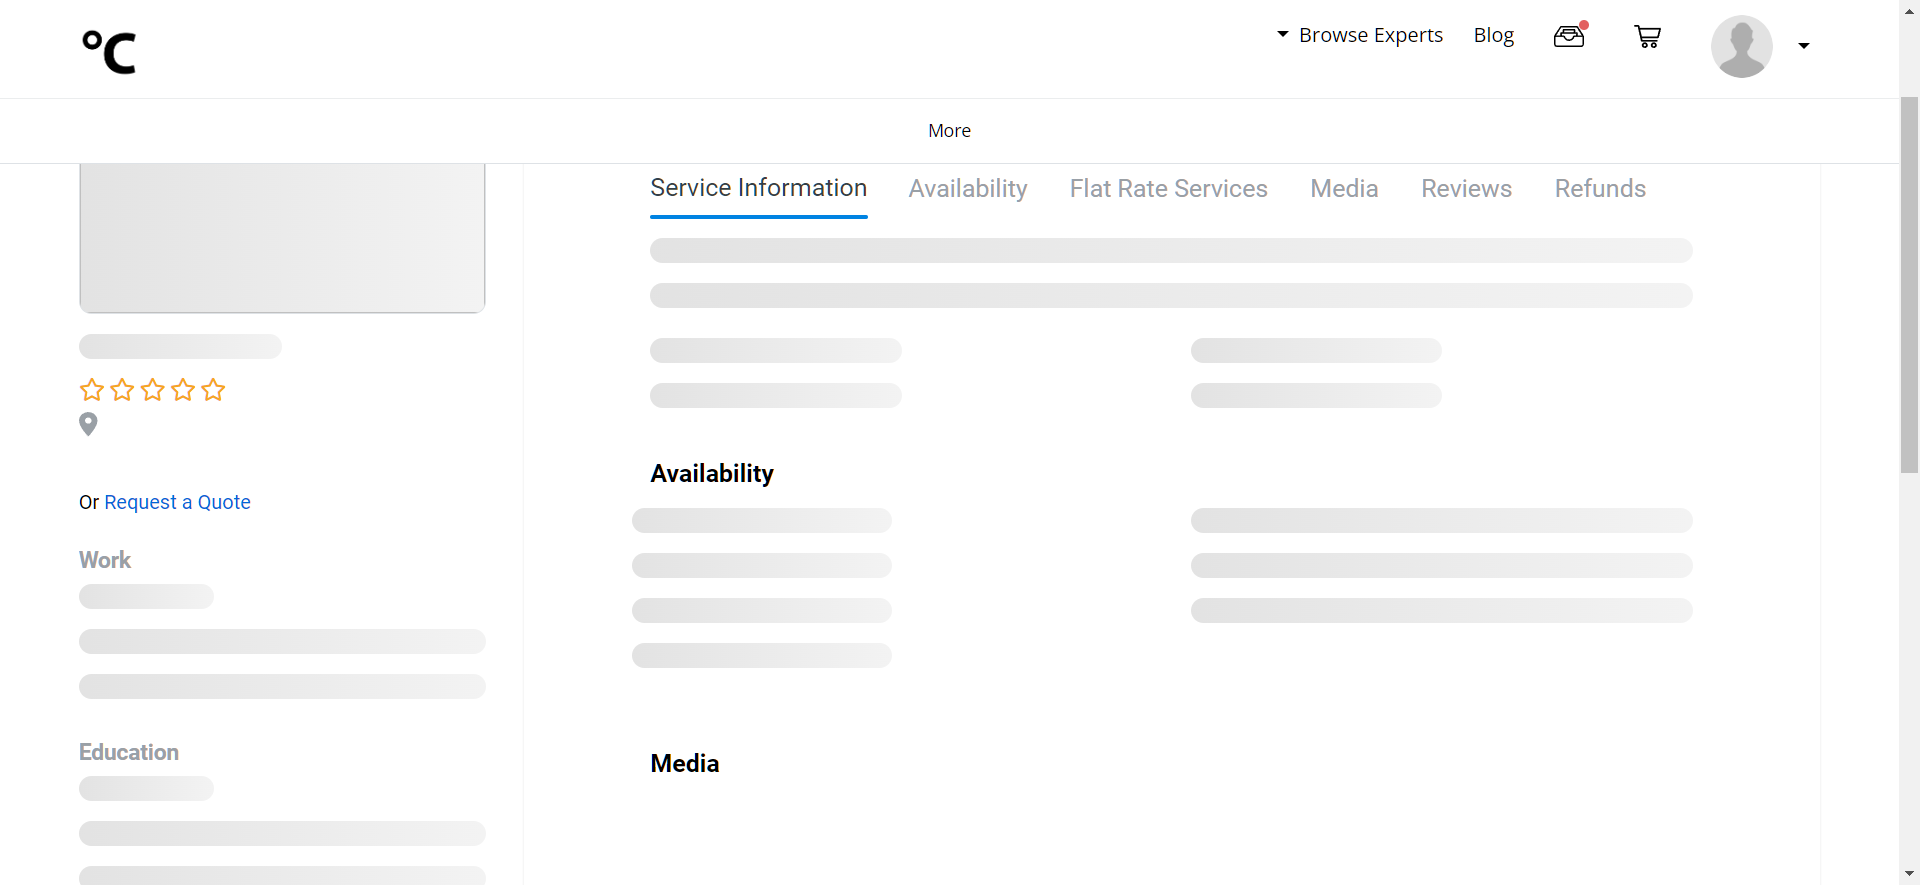 °C
Browse Experts Blog
More
Service Information Availability Flat Rate Services Media Reviews Refunds
Availability
Or Request a Quote
Work
Education
Media